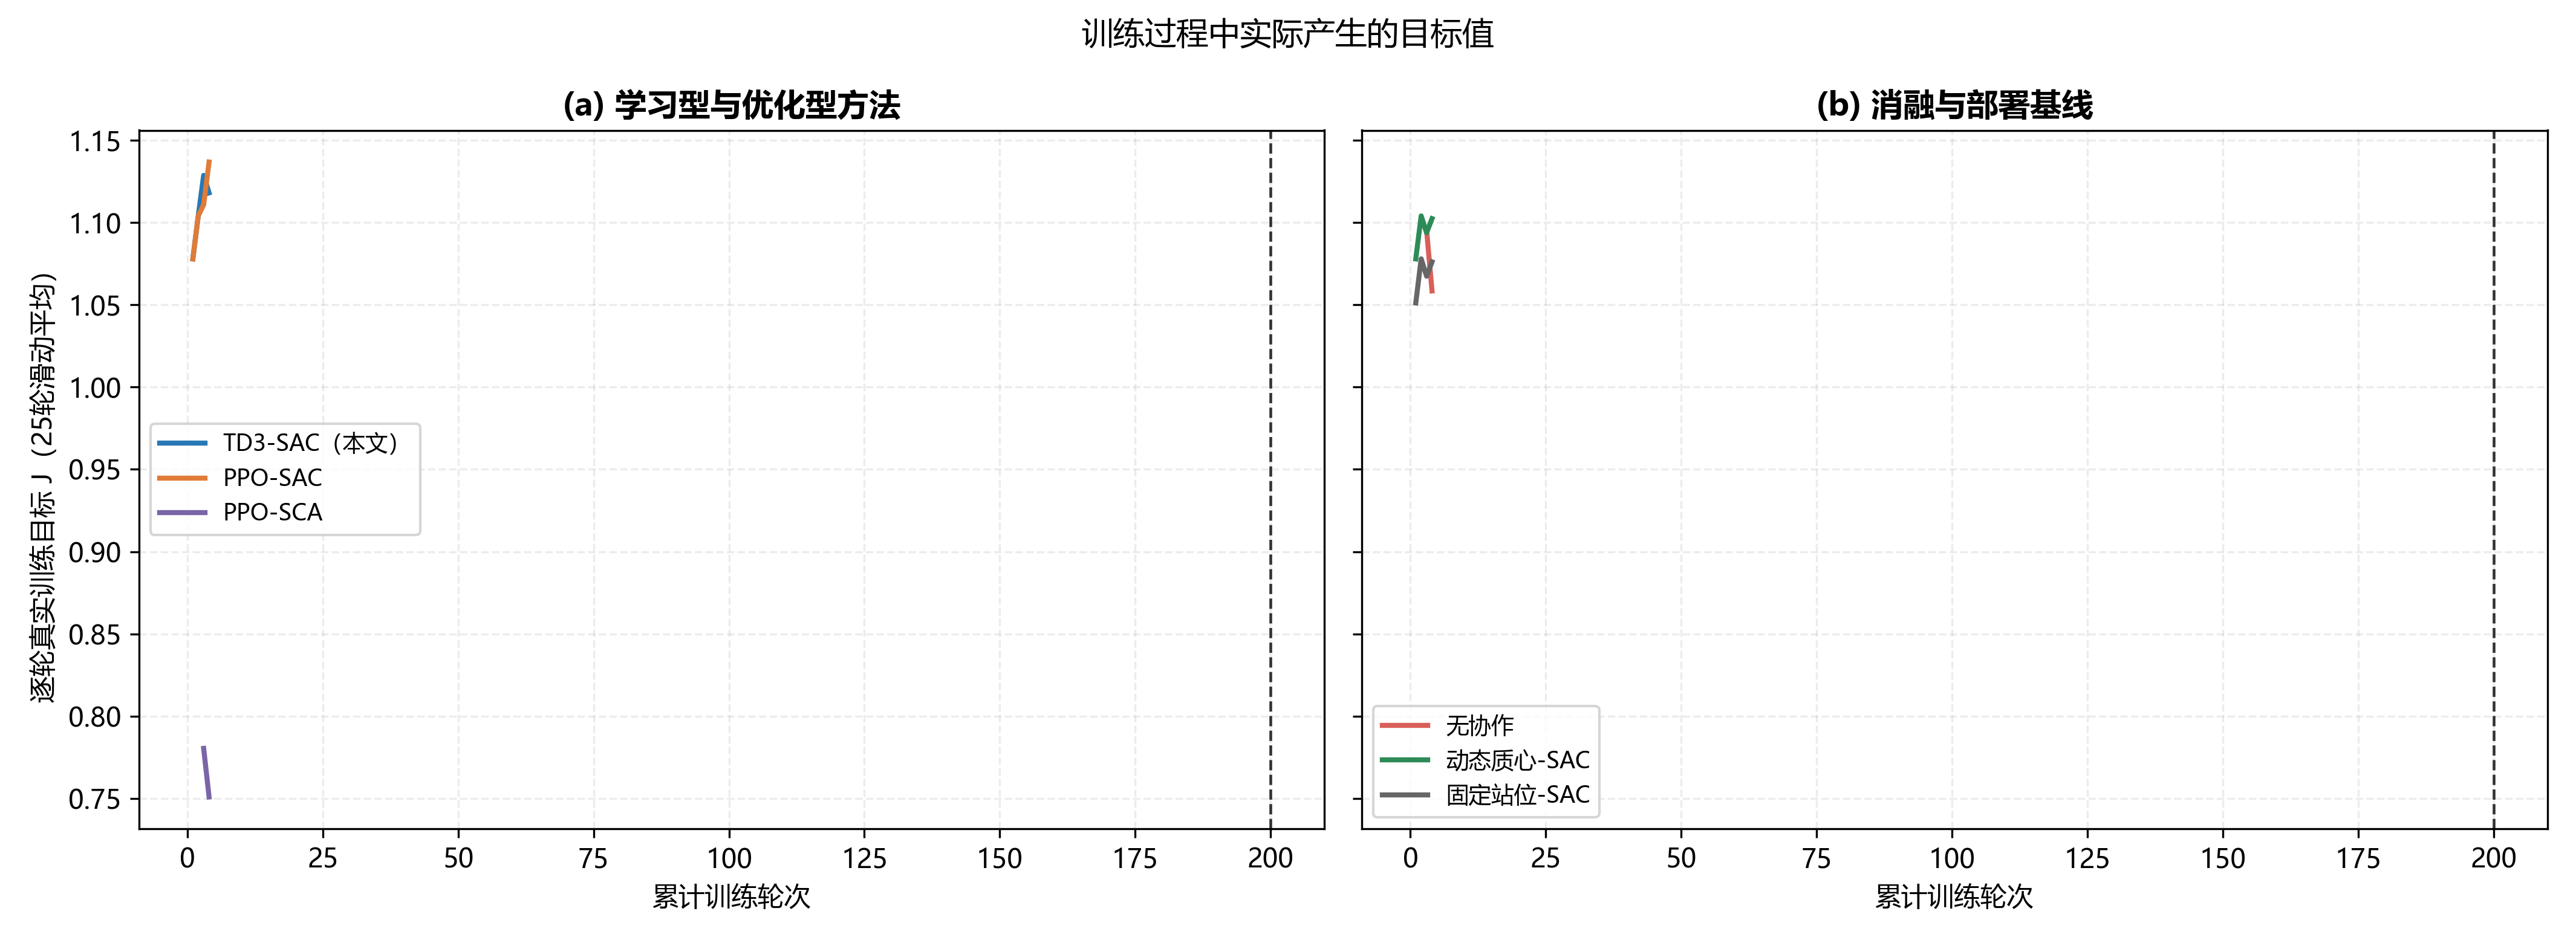 训练过程中实际产生的目标值
(a) 学习型与优化型方法
逐轮真实训练目标 J（25轮滑动平均）
1.15
1.10
1.05
1.00
0.95
0.90
0.85
0.80
0.75
TD3-SAC（本文）
PPO-SAC
PPO-SCA
0 25 50 75 100 125 150 175 200
累计训练轮次
(b) 消融与部署基线
无协作
动态质心-SAC
固定站位-SAC
0 25 50 75 100 125 150 175 200
累计训练轮次